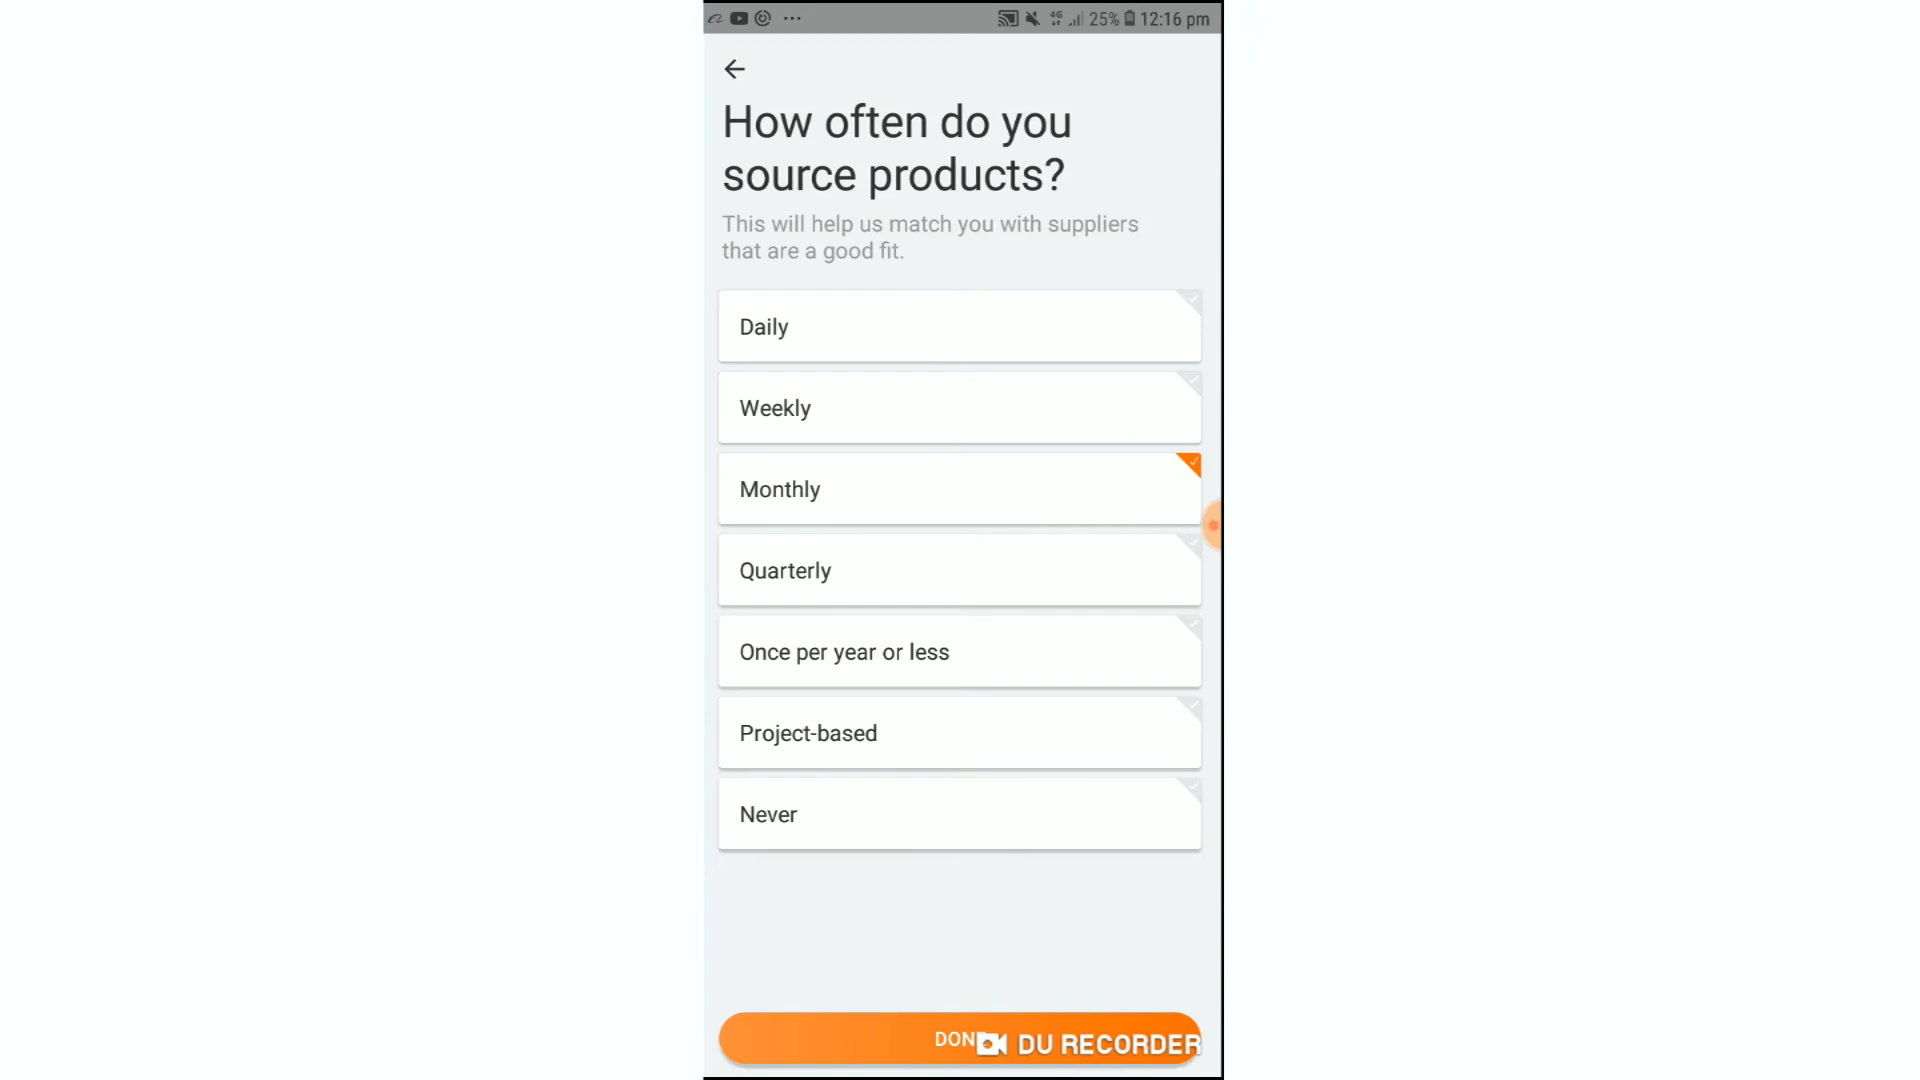 4G 25% 12:16 pm
How often do you
source products?
This will help us match you with suppliers
that are a good fit.
Daily
Weekly
Monthly
Quarterly
Once per year or less
Project-based
Never
DON DU RECORDER